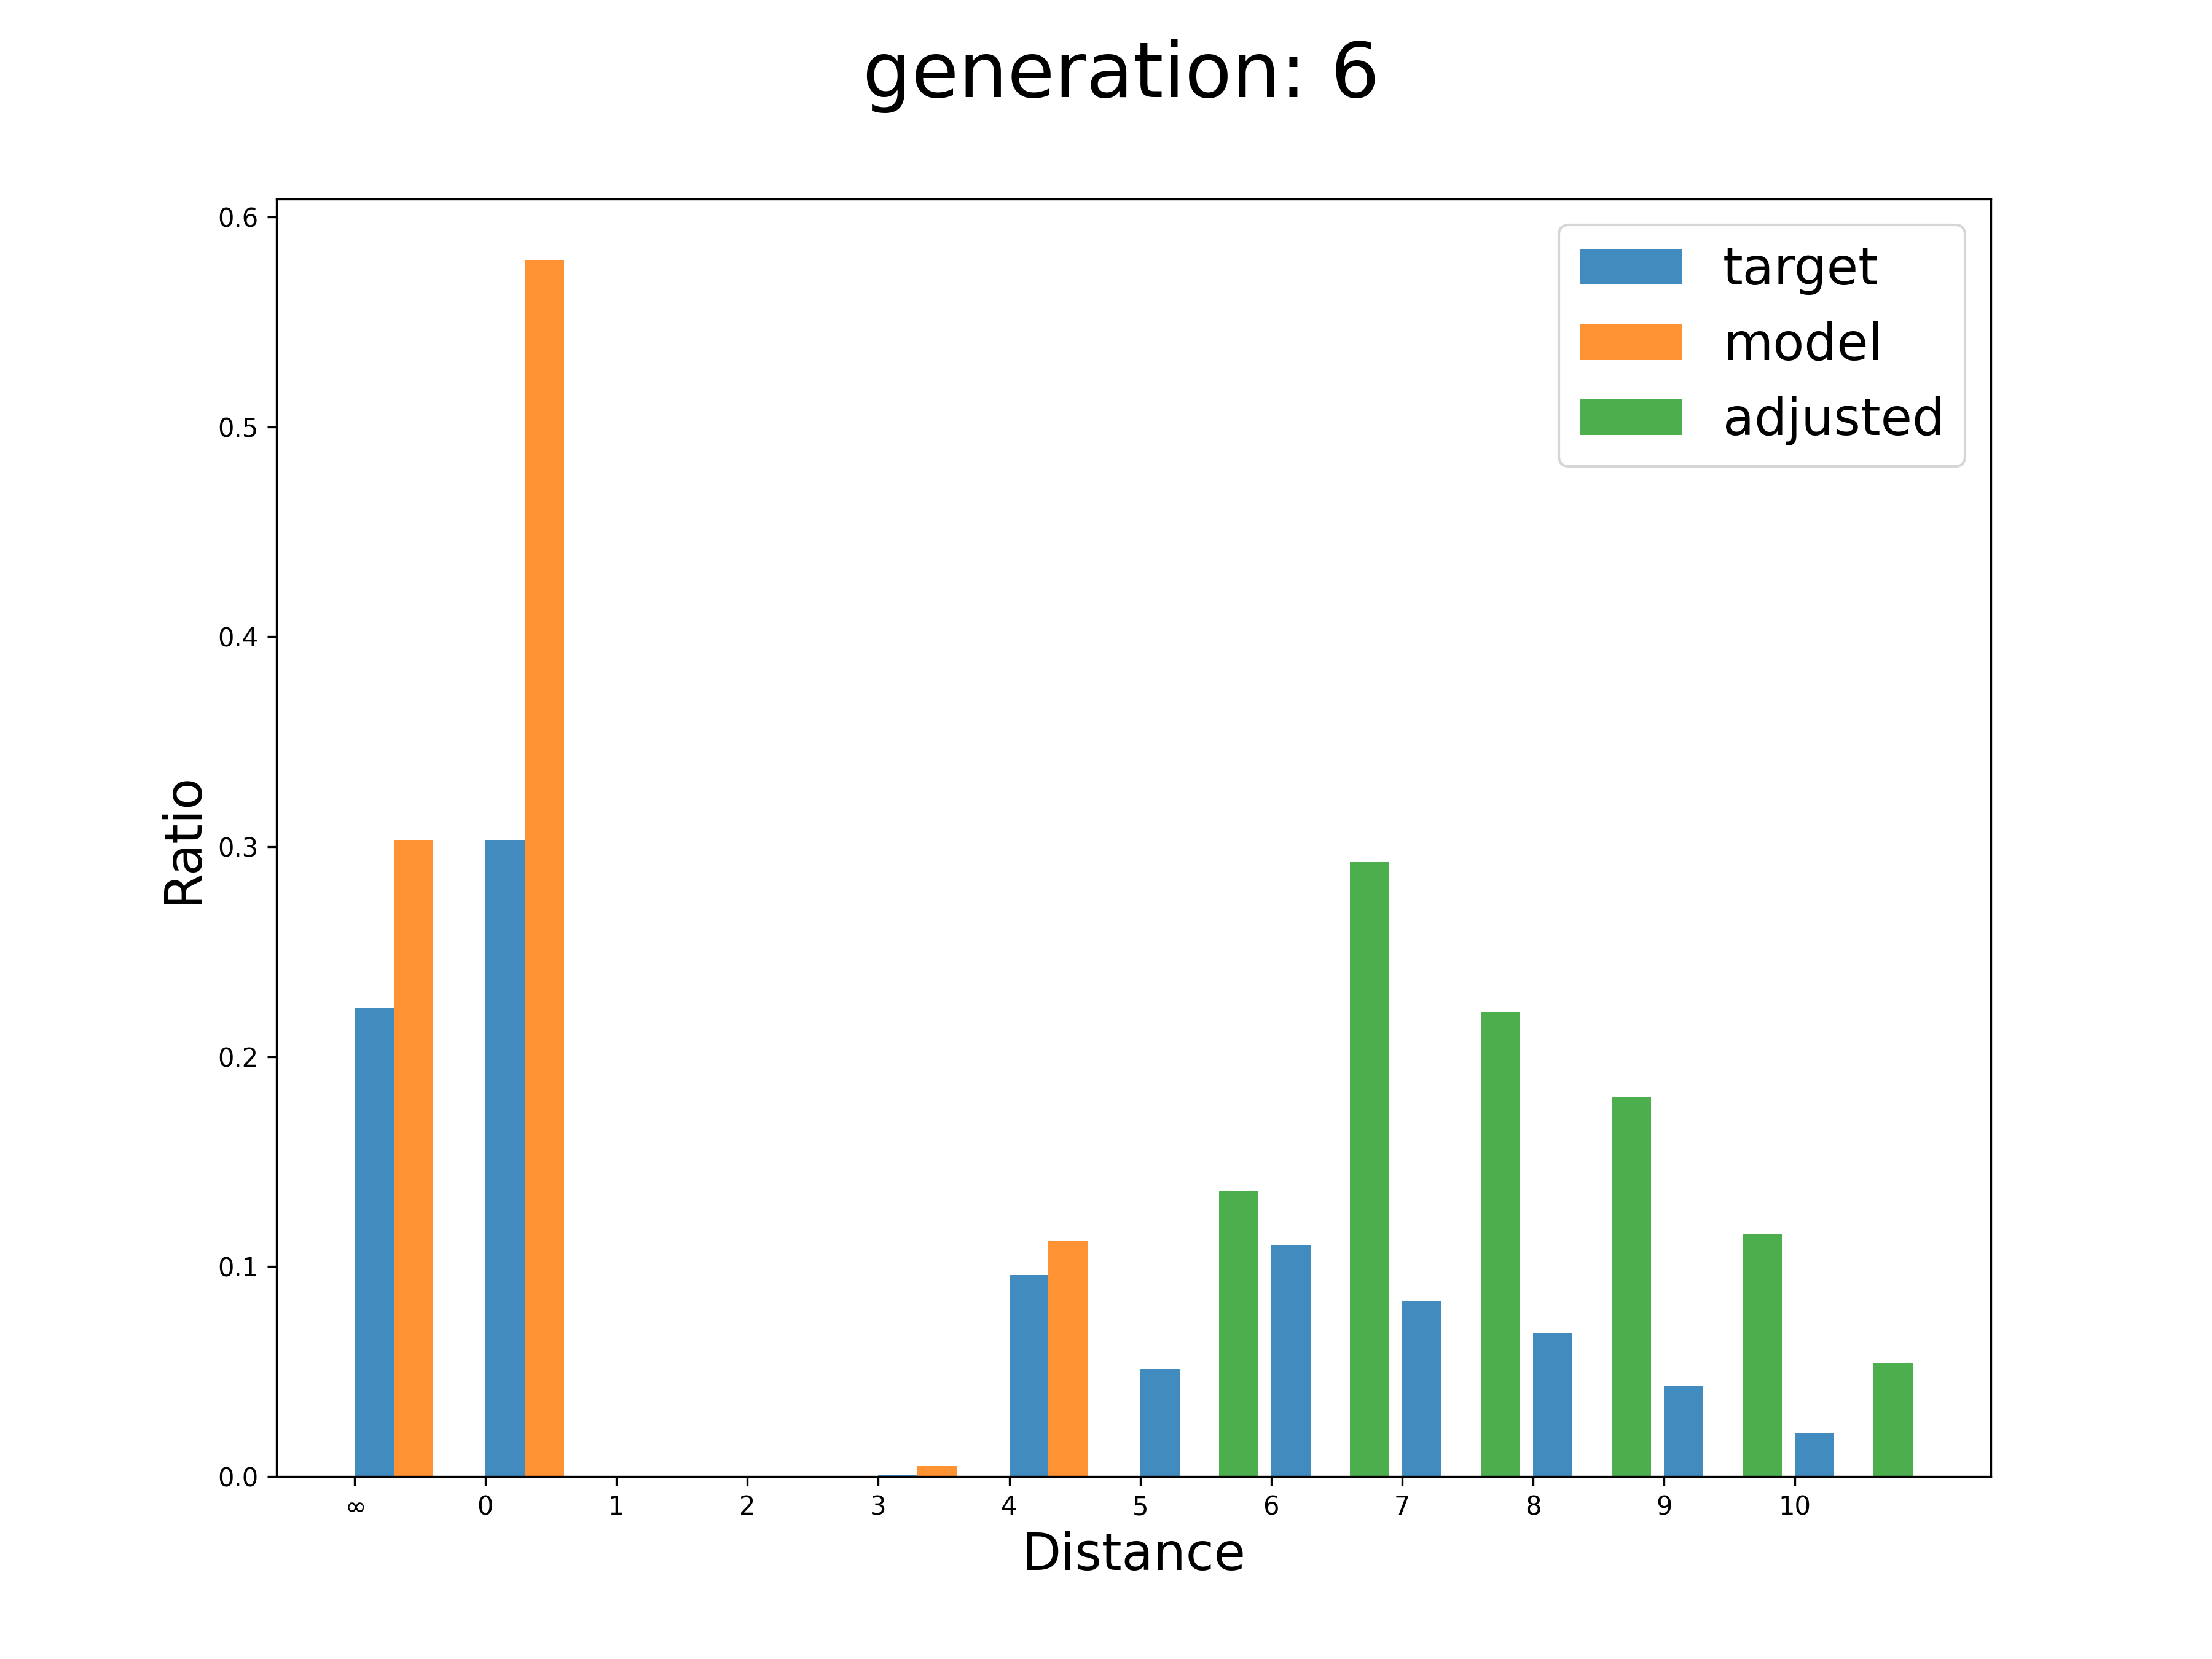 generation: 6
0.6
0.5
0.4
0.3
0.2
0.1
0.0
Ratio
target
model
adjusted
∞ 0 1 2 3 4 5 6 7 8 9 10
Distance